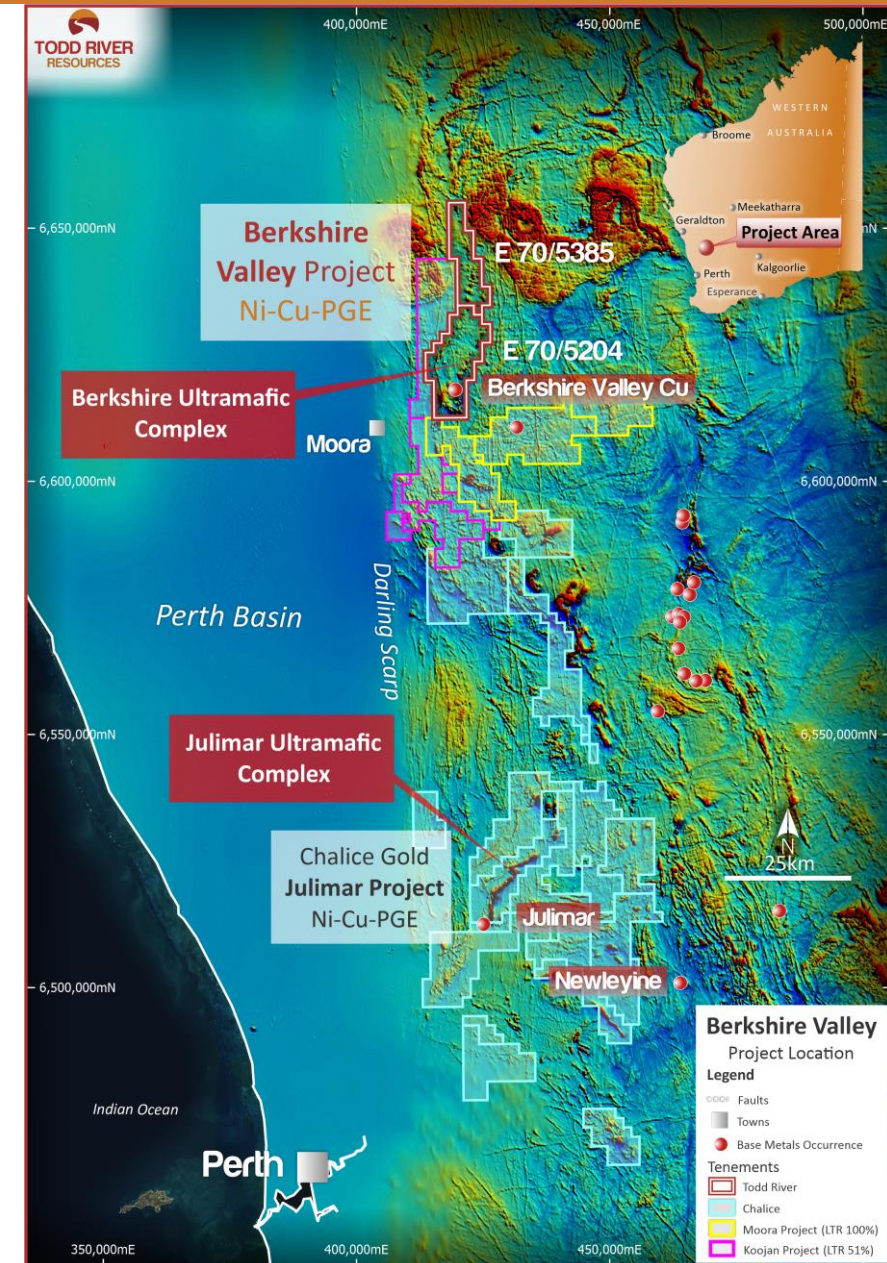 TODD RIVER
RESOURCES
400,000mE
450,000mE
500,000mE
WESTERN
AUSTRALIA
Broome
Meekatharra
Geraldton
Project Area
Perth
Kalgoorlie
Esperance
6,650,000mN
6,650,000mN
Berkshire
Valley Project
Ni-Cu-PGE
E 70/5385
E 70/5204
Berkshire Ultramafic
Complex
Berkshire Valley Cu
Moora
6,600,000mN
6,600,000mN
Perth Basin
Darling Scarp
6,550,000mN
6,550,000mN
Julimar Ultramafic
Complex
N
25km
Chalice Gold
Julimar Project
Ni-Cu-PGE
Julimar
Newleyine
6,500,000mN
Indian Ocean
Perth
Berkshire Valley
Project Location
Legend
Faults
Towns
Base Metals Occurrence
Tenements
Todd River
Chalice
Moora Project (LTR 100%)
Koojan Project (LTR 51%)
350,000mE
400,000mE
450,000mE